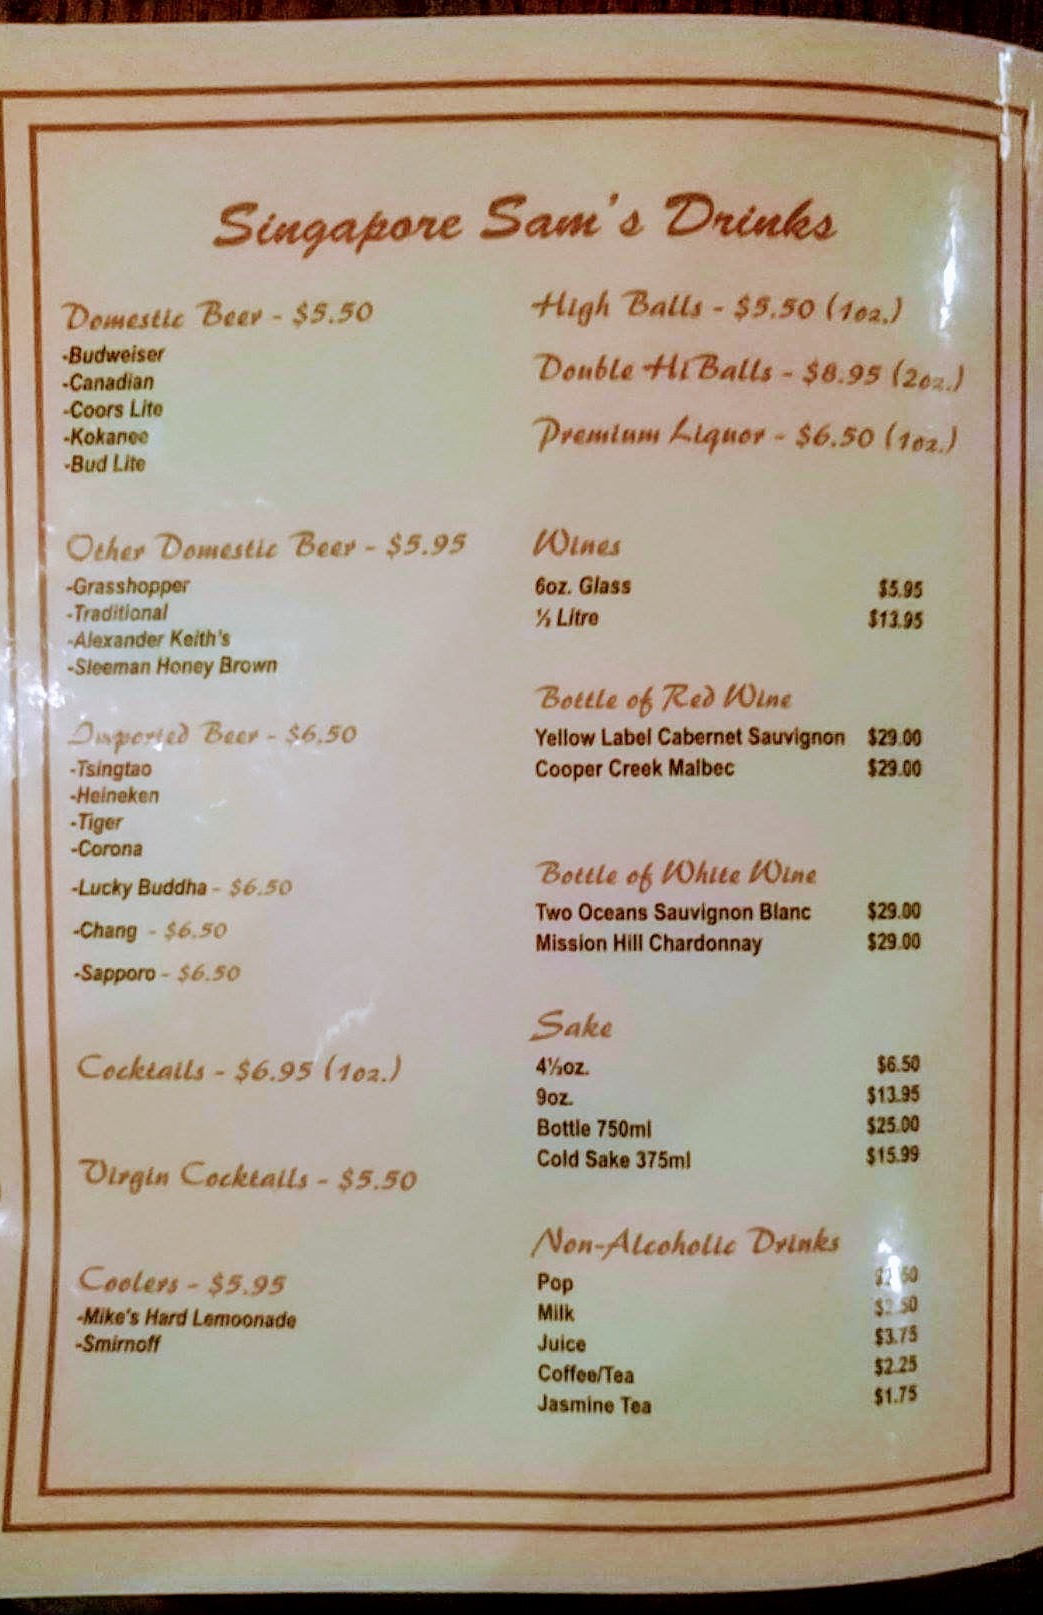 Singapore Sam's Drinks
Domestic Beer - $5.50
-Budweiser
-Canadian
-Coors Lite
-Kokanee
-Bud Lite
Other Domestic Beer - $5.95
-Grasshopper
-Traditional
-Alexander Keith's
-Sleeman Honey Brown
Imported Beer - $6.50
-Tsingtao
-Heineken
-Tiger
-Corona
-Lucky Buddha - $6.50
-Chang - $6.50
-Sapporo - $6.50
Cocktails - $6.95 (1oz.)
Virgin Cocktails - $5.50
Coolers - $5.95
-Mike's Hard Lemoonade
-Smirnoff
High Balls - $5.50 (1oz.)
Double Hi Balls - $8.95 (2oz.)
Premium Liquor - $6.50 (1oz.)
Wines
6oz. Glass $5.95
½ Litre $13.95
Bottle of Red Wine
Yellow Label Cabernet Sauvignon $29.00
Cooper Creek Malbec $29.00
Bottle of White Wine
Two Oceans Sauvignon Blanc $29.00
Mission Hill Chardonnay $29.00
Sake
4½oz. $6.50
9oz. $13.95
Bottle 750ml $25.00
Cold Sake 375ml $15.99
Non-Alcoholic Drinks
Pop
Milk
Juice $3.75
Coffee/Tea $2.25
Jasmine Tea $1.75